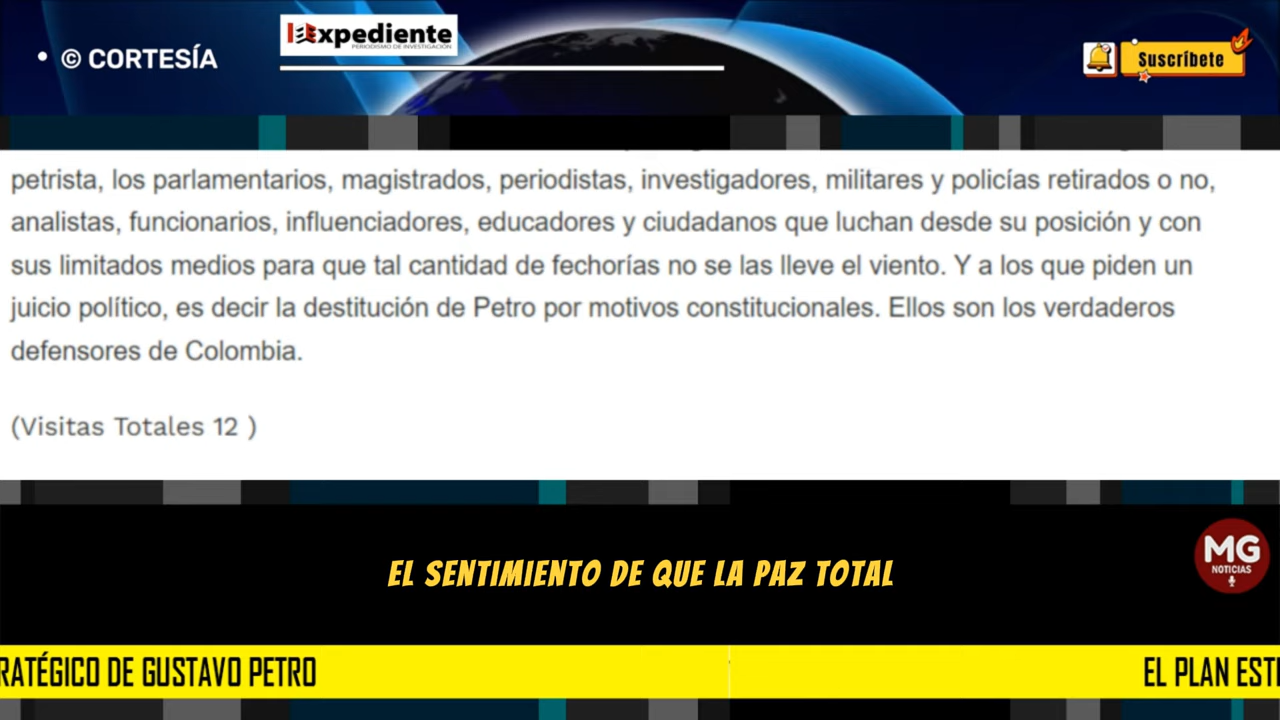 • © CORTESÍA
Expediente
PERIODISMO DE INVESTIGACIÓN
Suscríbete
petrista, los parlamentarios, magistrados, periodistas, investigadores, militares y policías retirados o no,
analistas, funcionarios, influenciadores, educadores y ciudadanos que luchan desde su posición y con
sus limitados medios para que tal cantidad de fechorías no se las lleve el viento. Y a los que piden un
juicio político, es decir la destitución de Petro por motivos constitucionales. Ellos son los verdaderos
defensores de Colombia.
(Visitas Totales 12 )
EL SENTIMIENTO DE QUE LA PAZ TOTAL
MG
NOTICIAS
RATÉGICO DE GUSTAVO PETRO
EL PLAN ESTR